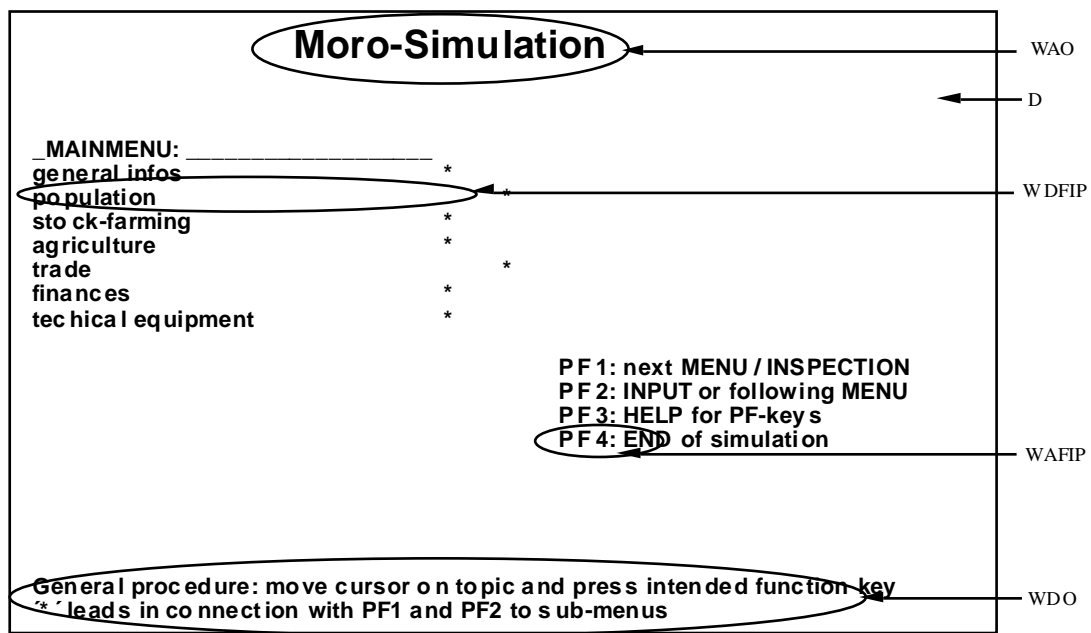 Moro-Simulation
WAO
D
_MAINMENU: ___________________
general infos *
population *
WDFIP
stock-farming *
agriculture *
trade *
finances *
techical equipment *
PF1: next MENU / INSPECTION
PF2: INPUT or following MENU
PF3: HELP for PF-keys
PF4: END of simulation
WAFIP
General procedure: move cursor on topic and press intended function key
´*´ leads in connection with PF1 and PF2 to sub-menus
WDO